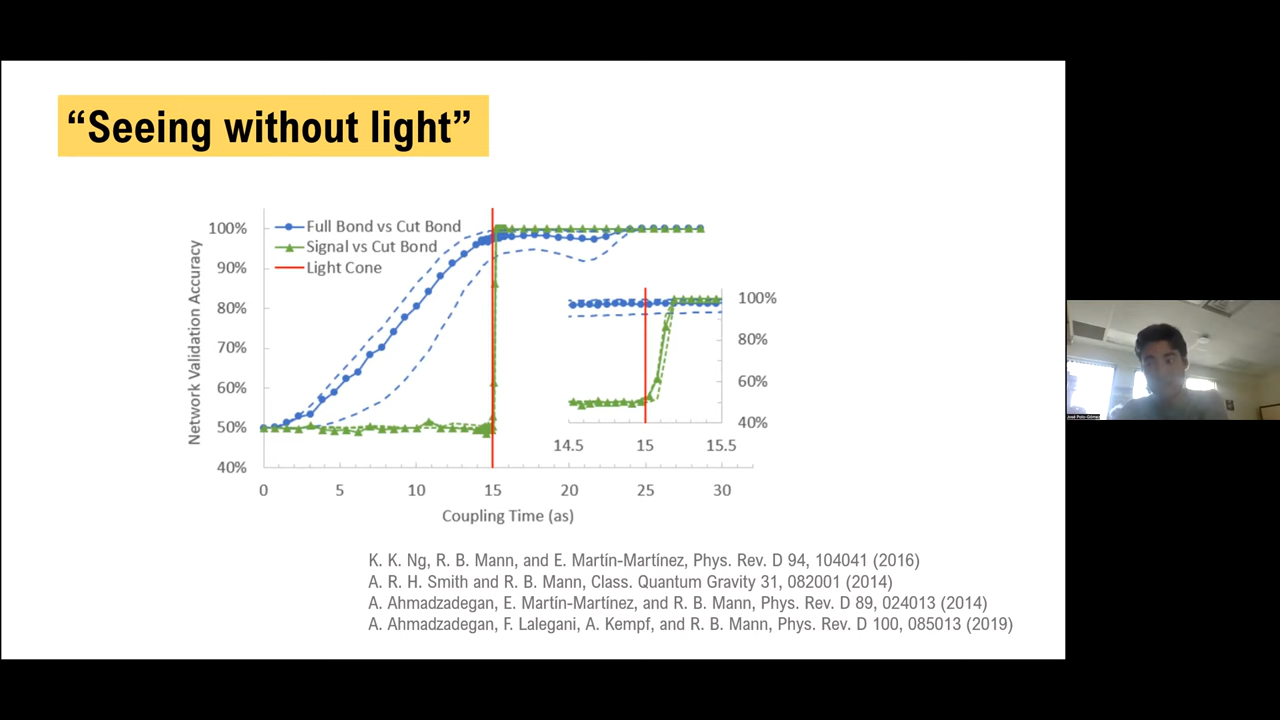 “Seeing without light”
100%
90%
80%
70%
60%
50%
40%
Network Validation Accuracy
Full Bond vs Cut Bond
Signal vs Cut Bond
Light Cone
100%
80%
60%
40%
14.5 15 15.5
0 5 10 15 20 25 30
Coupling Time (as)
K. K. Ng, R. B. Mann, and E. Martín-Martínez, Phys. Rev. D 94, 104041 (2016)
A. R. H. Smith and R. B. Mann, Class. Quantum Gravity 31, 082001 (2014)
A. Ahmadzadegan, E. Martín-Martínez, and R. B. Mann, Phys. Rev. D 89, 024013 (2014)
A. Ahmadzadegan, F. Lalegani, A. Kempf, and R. B. Mann, Phys. Rev. D 100, 085013 (2019)
José Polo-Gómez